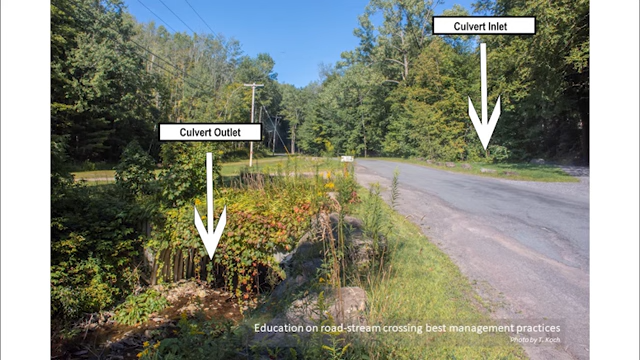 Culvert Inlet
Culvert Outlet
Education on road-stream crossing best management practices
Photo by T. Koch